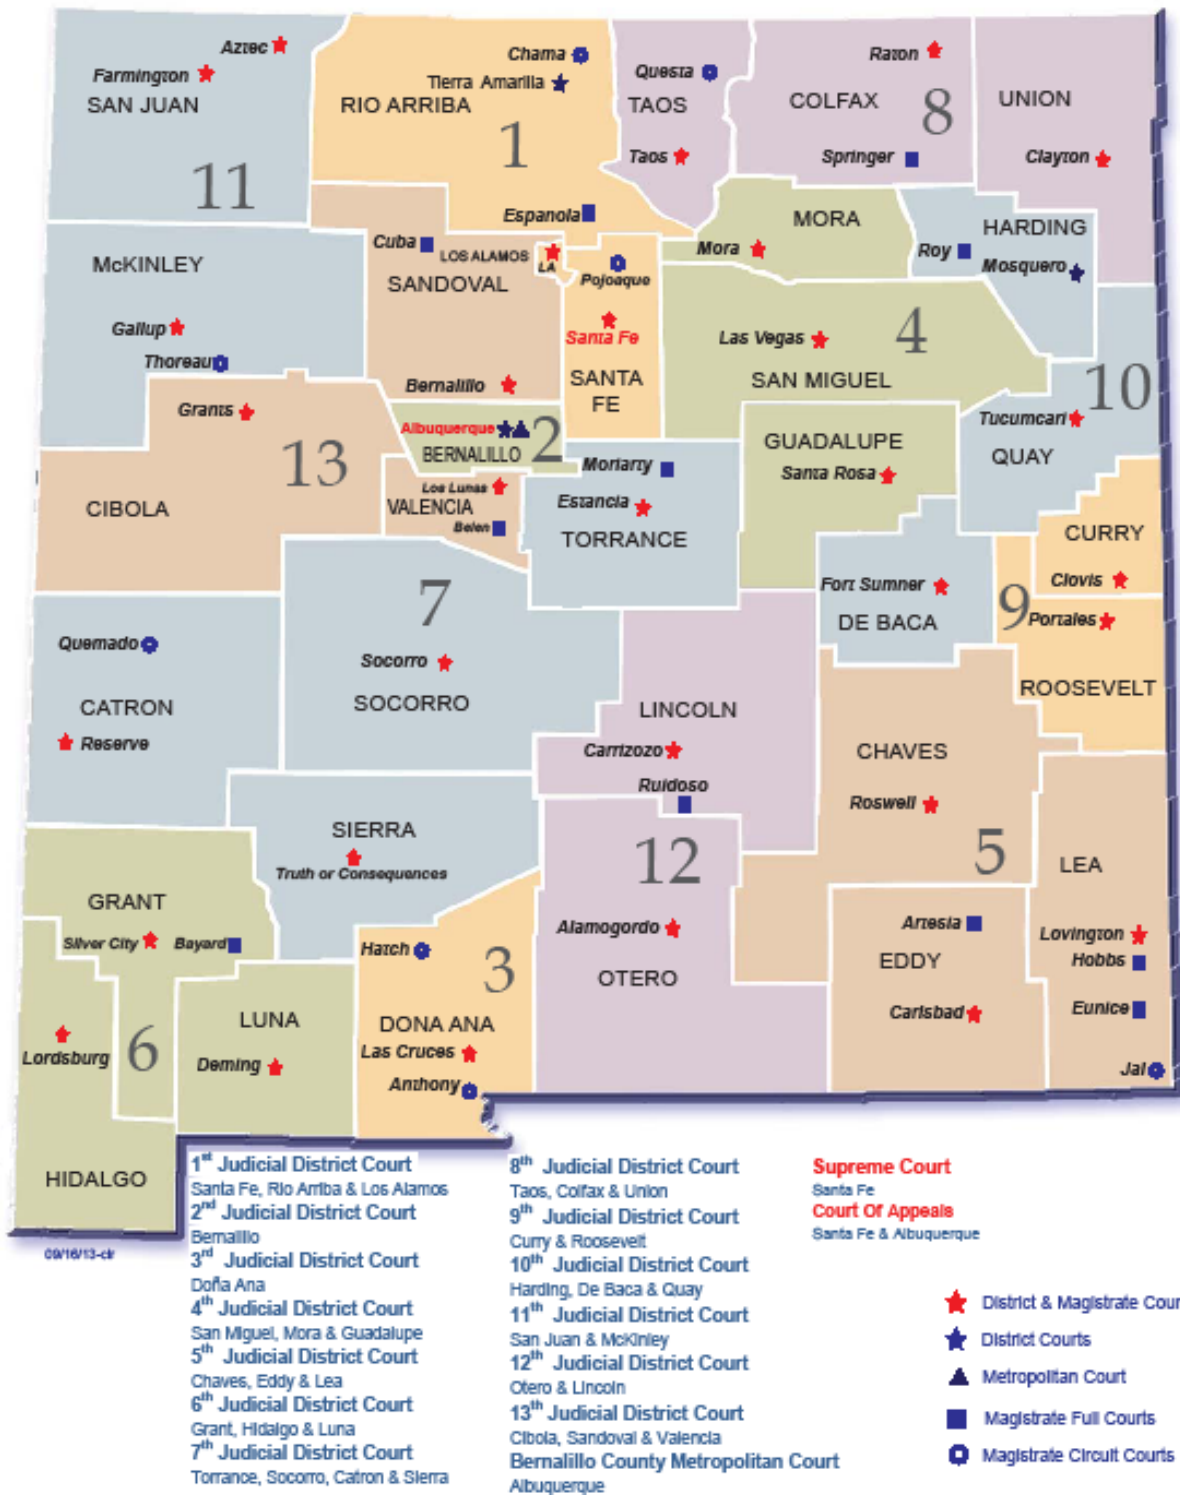 Aztec
Farmington
SAN JUAN
11
Chama
Tierra Amarilla
RIO ARRIBA
1
Espanola
Questa
TAOS
Taos
Raton
COLFAX
8
Springer
UNION
Clayton
McKINLEY
Gallup
Thoreau
Cuba
LOS ALAMOS
LA
SANDOVAL
Bernalillo
Pojoaque
Santa Fe
SANTA
FE
MORA
Mora
HARDING
Roy
Mosquero
Las Vegas
4
SAN MIGUEL
10
Tucumcari
QUAY
Grants
13
CIBOLA
Albuquerque
2
BERNALILLO
Los Lunas
VALENCIA
Belen
Moriarty
Estancia
TORRANCE
GUADALUPE
Santa Rosa
CURRY
Clovis
9
Portales
ROOSEVELT
Fort Sumner
DE BACA
7
Socorro
SOCORRO
Quemado
CATRON
Reserve
LINCOLN
Carrizozo
Ruidoso
CHAVES
Roswell
5
SIERRA
Truth or Consequences
12
Alamogordo
OTERO
LEA
Lovington
Hobbs
Eunice
Jal
Artesia
EDDY
Carlsbad
GRANT
Silver City
Bayard
Hatch
3
DONA ANA
Las Cruces
Anthony
LUNA
Deming
6
Lordsburg
HIDALGO
09/16/13-clr
1st Judicial District Court
Santa Fe, Rio Arriba & Los Alamos
2nd Judicial District Court
Bernalillo
3rd Judicial District Court
Doña Ana
4th Judicial District Court
San Miguel, Mora & Guadalupe
5th Judicial District Court
Chaves, Eddy & Lea
6th Judicial District Court
Grant, Hidalgo & Luna
7th Judicial District Court
Torrance, Socorro, Catron & Sierra
8th Judicial District Court
Taos, Colfax & Union
9th Judicial District Court
Curry & Roosevelt
10th Judicial District Court
Harding, De Baca & Quay
11th Judicial District Court
San Juan & McKinley
12th Judicial District Court
Otero & Lincoln
13th Judicial District Court
Cibola, Sandoval & Valencia
Bernalillo County Metropolitan Court
Albuquerque
Supreme Court
Santa Fe
Court Of Appeals
Santa Fe & Albuquerque
District & Magistrate Cour
District Courts
Metropolitan Court
Magistrate Full Courts
Magistrate Circuit Courts